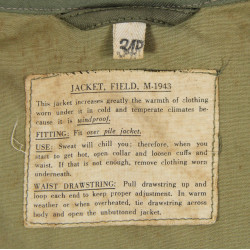 34R
JACKET, FIELD, M-1943
This jacket increases greatly the warmth of clothing
worn under it in cold and temperate climates be-
cause it is windproof.
FITTING: Fit over pile jacket.
USE: Sweat will chill you; therefore, when you
start to get hot, open collar and loosen cuffs and
waist. If that is not enough, remove clothing worn
underneath.
WAIST DRAWSTRING: Pull drawstring up and
loop each end to keep proper adjustment. In warm
weather or when overheated, tie drawstring across
body and open the unbuttoned jacket.